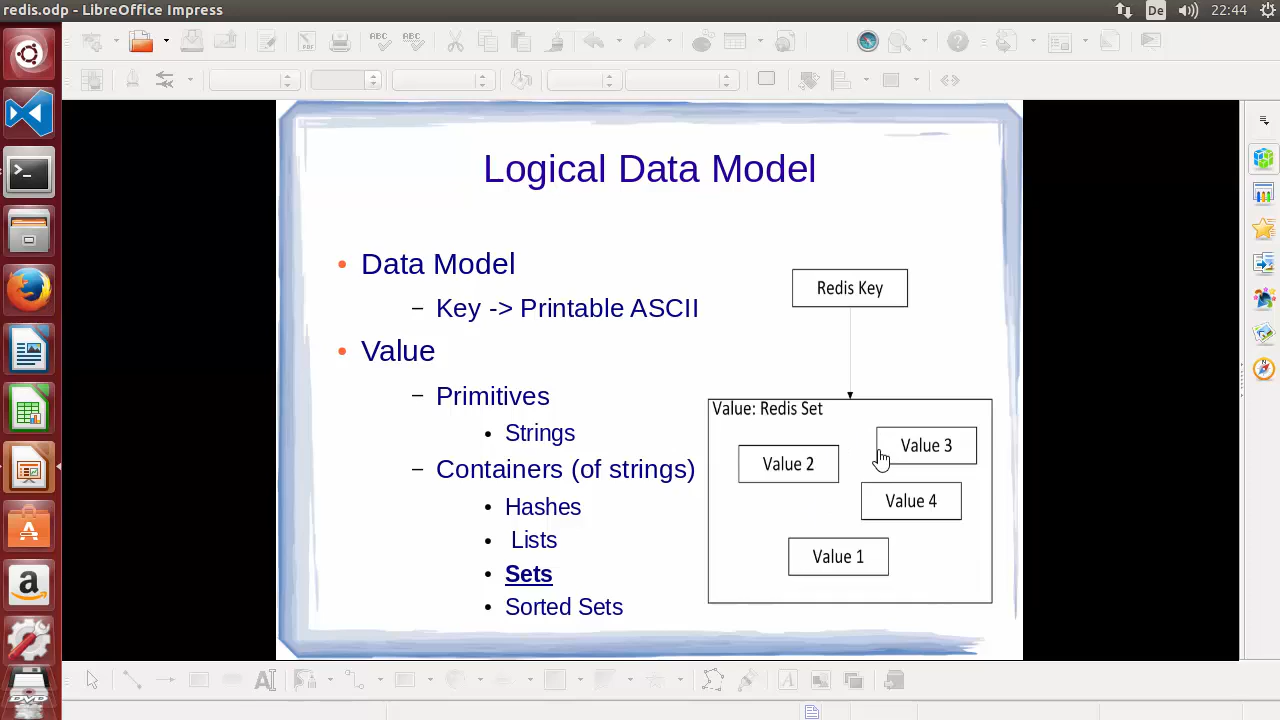 redis.odp - LibreOffice Impress
De
22:44
Logical Data Model
• Data Model
– Key -> Printable ASCII
• Value
– Primitives
• Strings
– Containers (of strings)
• Hashes
• Lists
• Sets
• Sorted Sets
Redis Key
Value: Redis Set
Value 3
Value 2
Value 4
Value 1